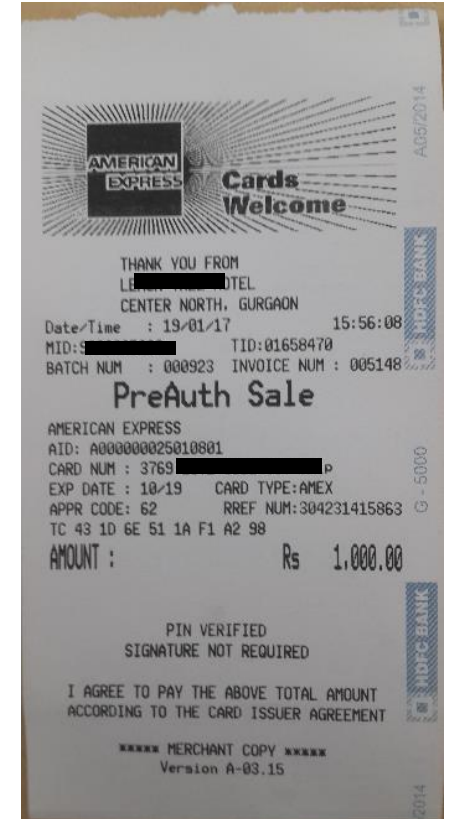 A05/2014
AMERICAN
EXPRESS
Cards
Welcome
THANK YOU FROM
OTEL
CENTER NORTH, GURGAON
Date/Time : 19/01/17 15:56:08
MID: TID:01658470
BATCH NUM : 000923 INVOICE NUM : 005148
PreAuth Sale
AMERICAN EXPRESS
AID: A000000025010801
CARD NUM : 3769 P
EXP DATE : 10/19 CARD TYPE:AMEX
APPR CODE: 62 RREF NUM:304231415863
TC 43 1D 6E 51 1A F1 A2 98
AMOUNT : Rs 1,000.00
PIN VERIFIED
SIGNATURE NOT REQUIRED
I AGREE TO PAY THE ABOVE TOTAL AMOUNT
ACCORDING TO THE CARD ISSUER AGREEMENT
***** MERCHANT COPY *****
Version A-03.15
HDFC BANK
G - 5000
HDFC BANK
/2014